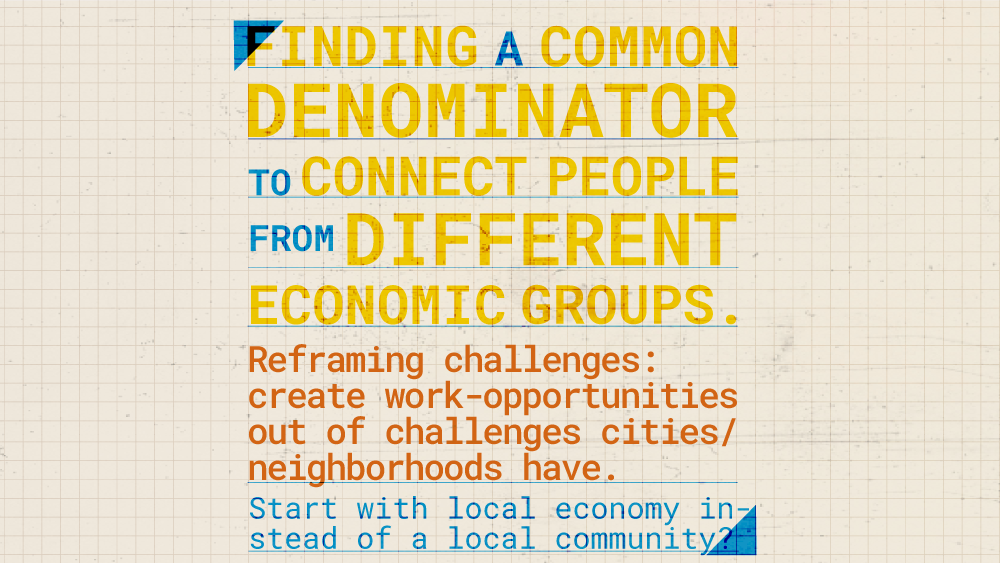 FINDING A COMMON
DENOMINATOR
TO CONNECT PEOPLE
FROM DIFFERENT
ECONOMIC GROUPS.
Reframing challenges:
create work-opportunities
out of challenges cities/
neighborhoods have.
Start with local economy in-
stead of a local community?